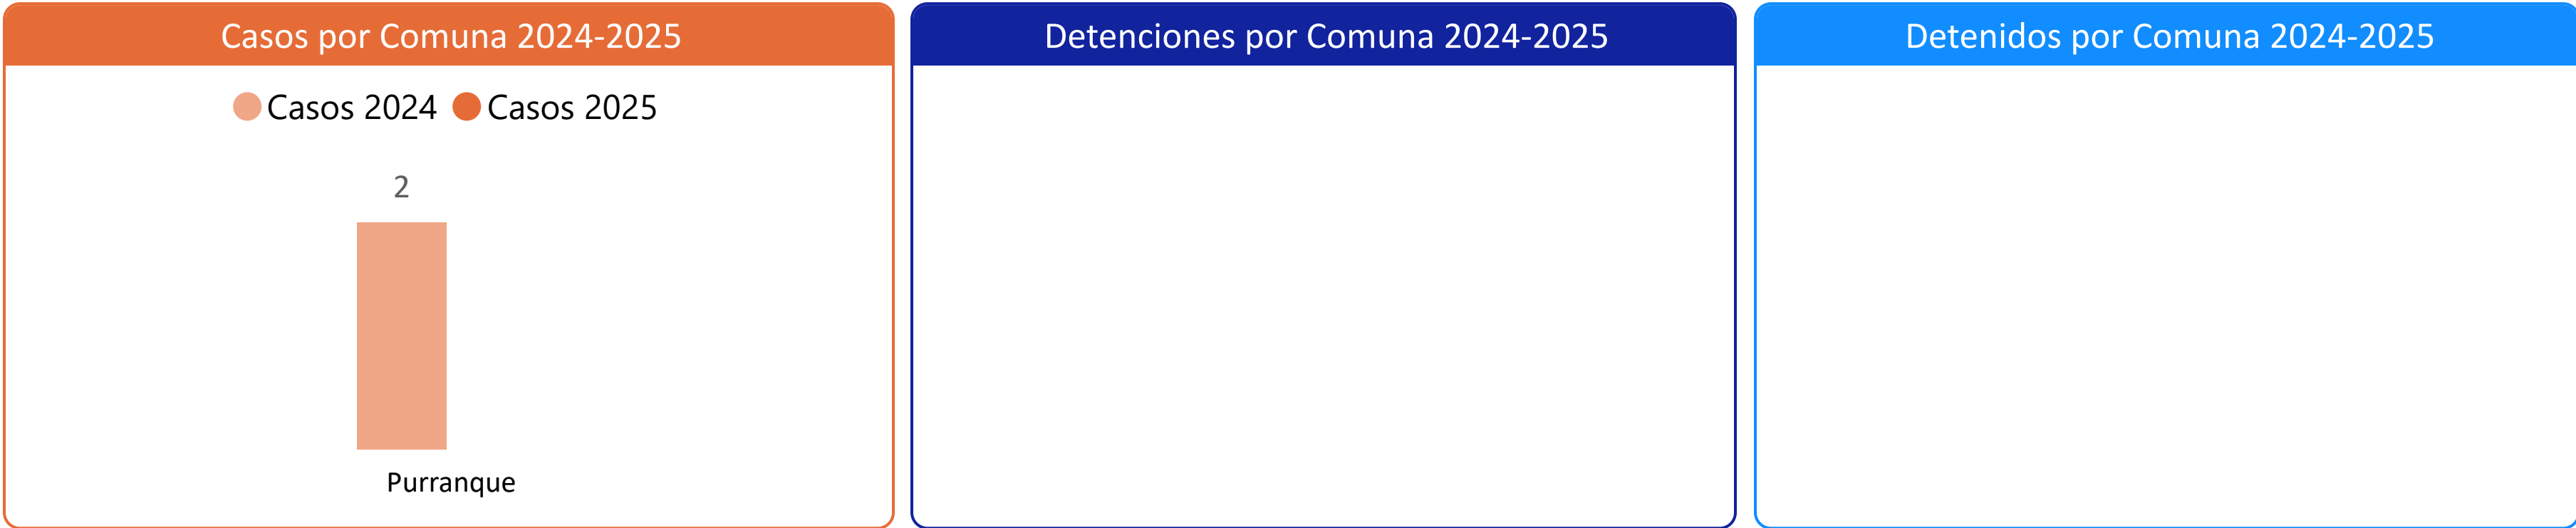 Casos por Comuna 2024-2025
Casos 2024 Casos 2025
2
Purranque
Detenciones por Comuna 2024-2025
Detenidos por Comuna 2024-2025